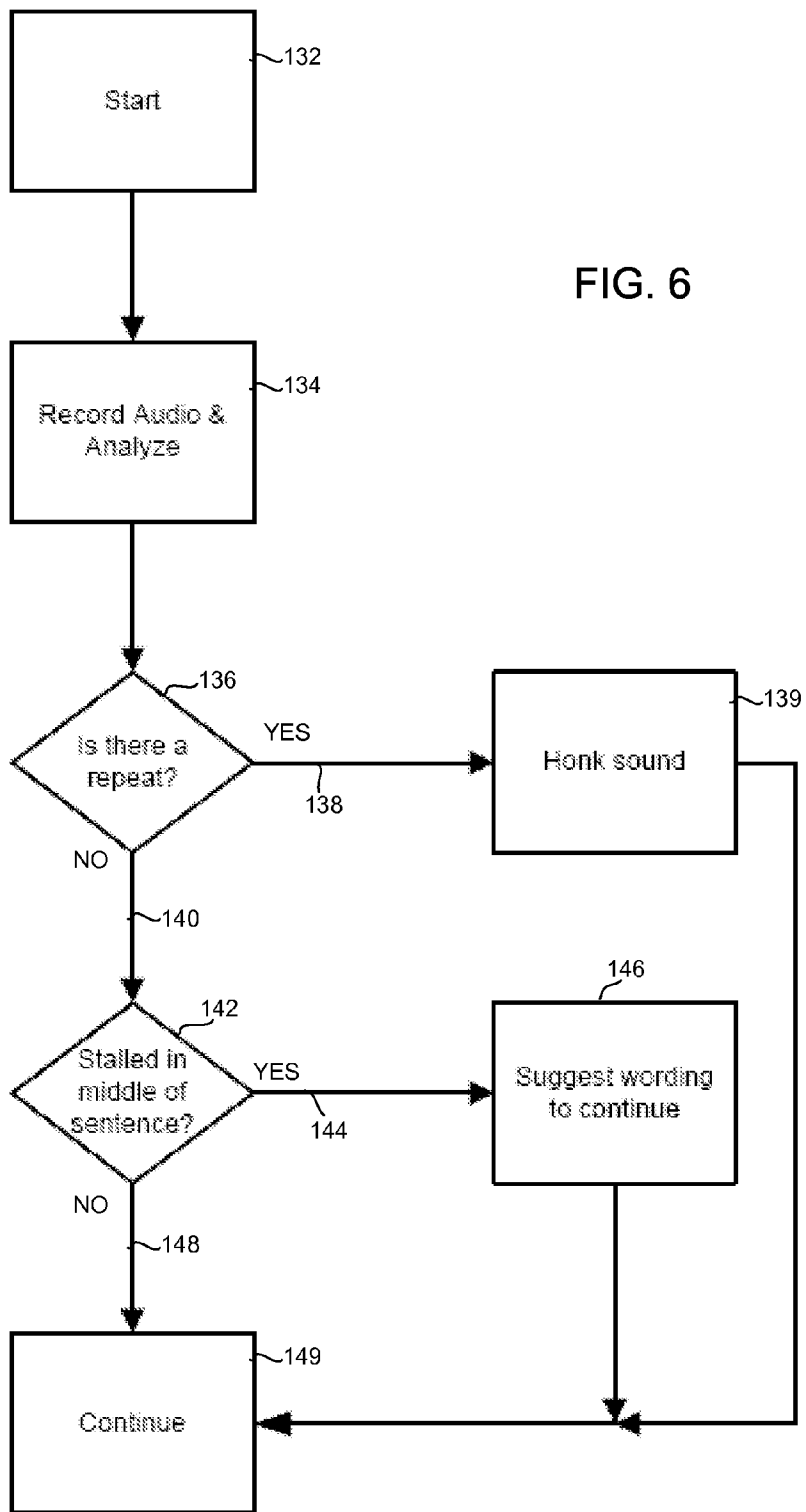 132
Start
FIG. 6
134
Record Audio &
Analyze
136
Is there a
repeat?
YES
138
139
Honk sound
NO
140
142
Stalled in
middle of
sentence?
YES
144
146
Suggest wording
to continue
NO
148
149
Continue